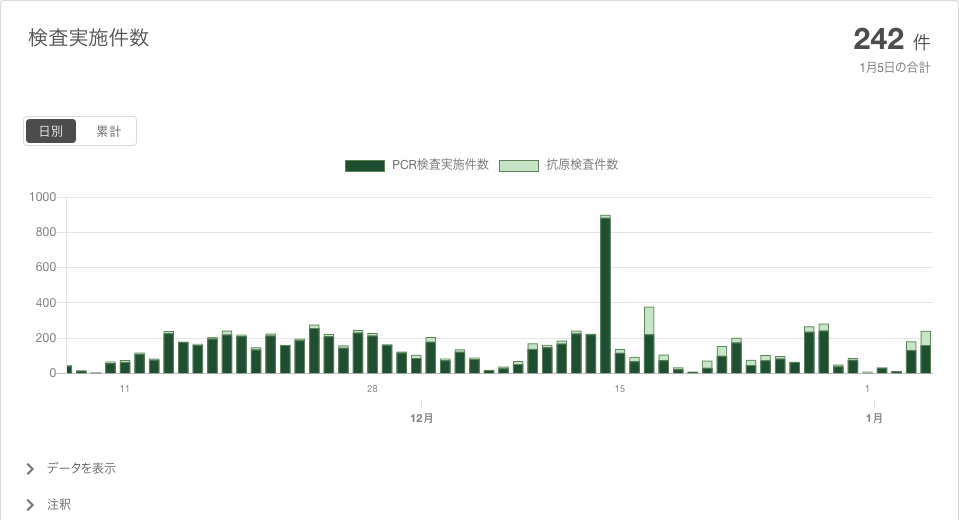 検査実施件数
242 件
1月5日の合計
日別
累計
PCR検査実施件数 抗原検査件数
1000
800
600
400
200
0
11 28 15 1
12月 1月
データを表示
注釈